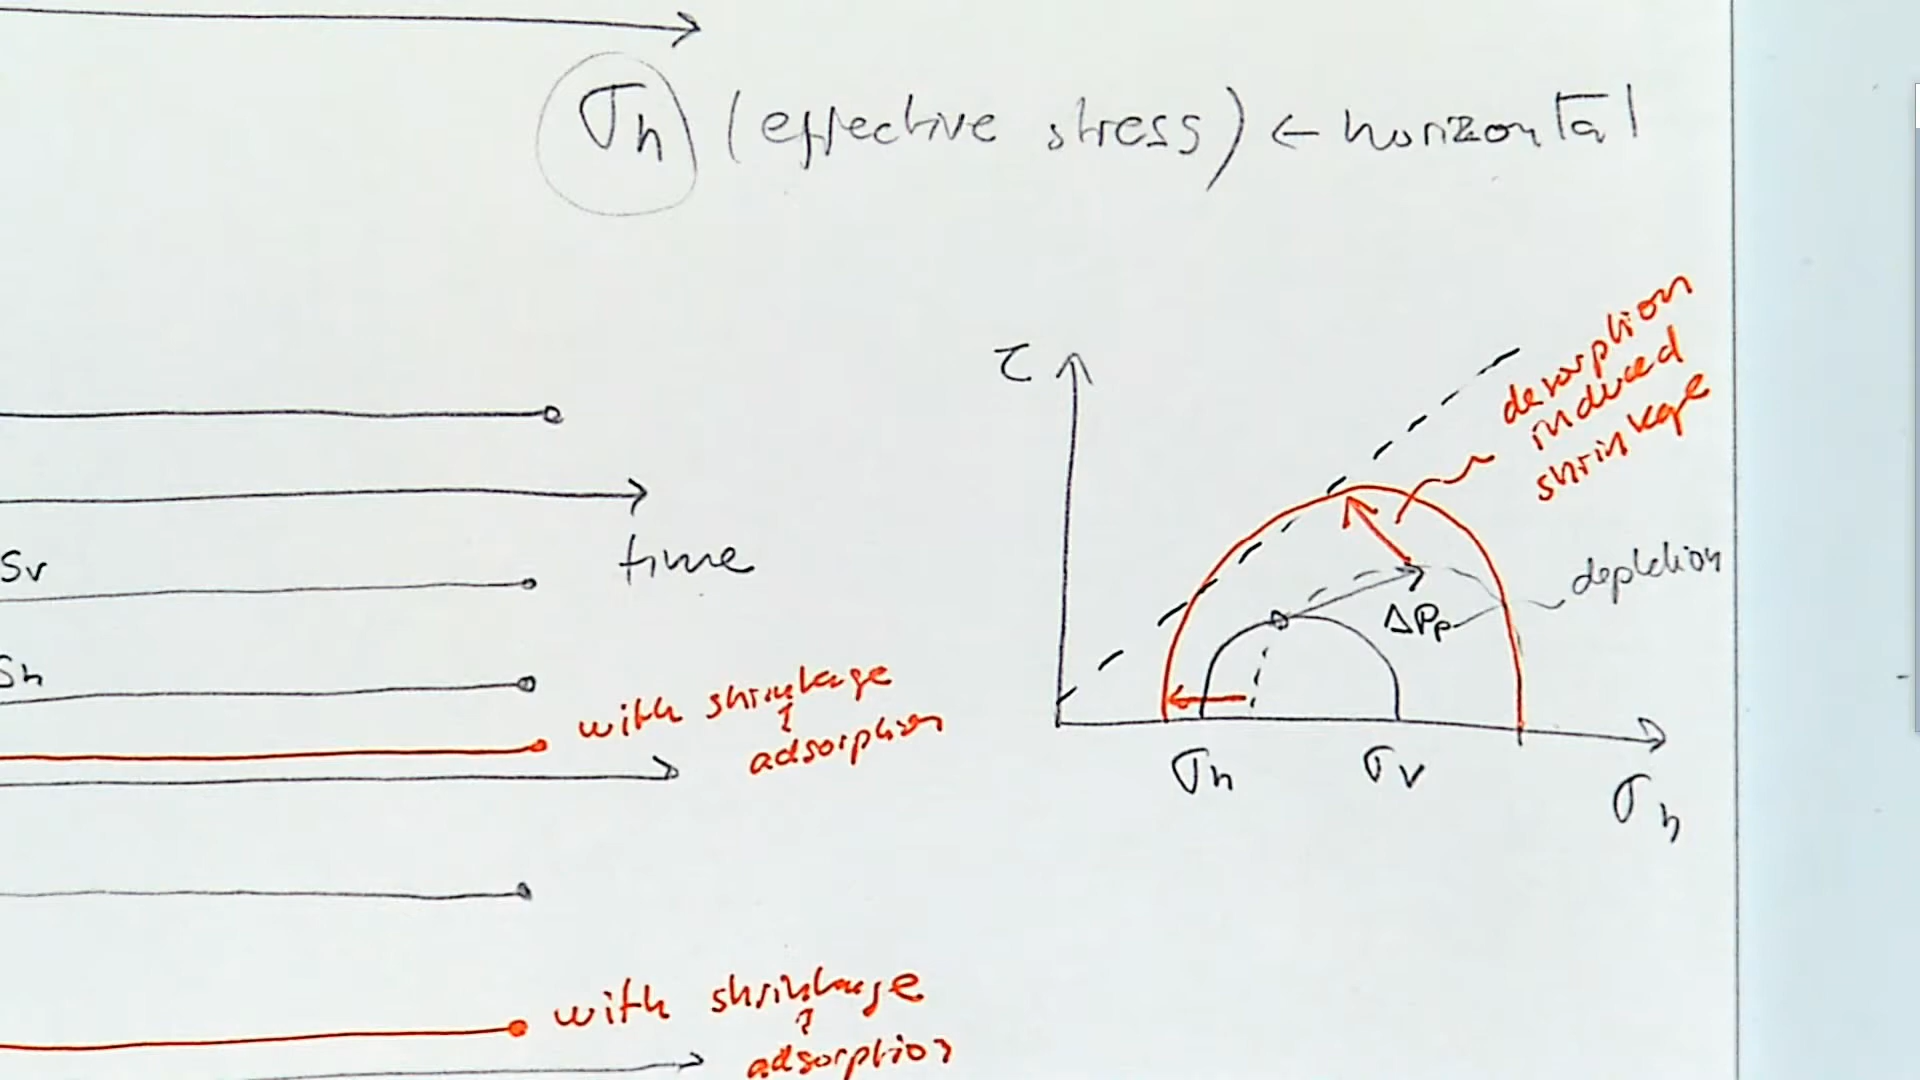 σh (effective stress) ← horizontal
τ
desorption
induced
shrinkage
time
Sv
depletion
ΔPp
Sh
with shrinkage
adsorption
σh
σv
σn
with shrinkage
adsorption